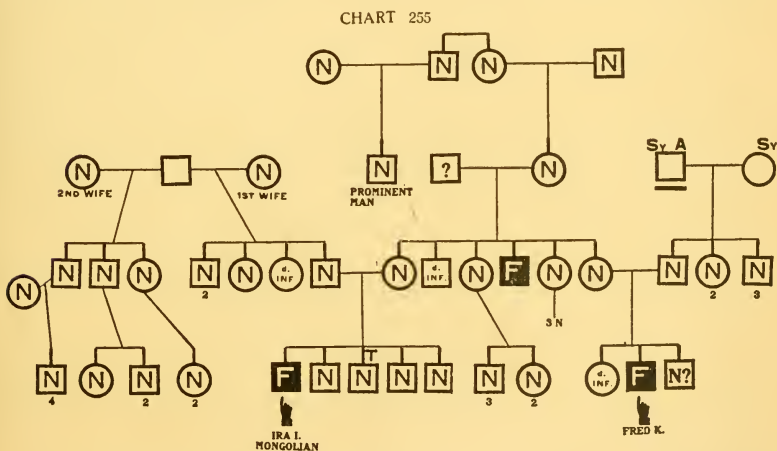 CHART 255
N N N N
Sy A Sy
N N N ? N
2ND WIFE 1ST WIFE PROMINENT
MAN
N N N N N N d. INF. N N d. INF. N F N N N N N
2 2 3
3 N
N N N N F N N T N N N N d. INF. F N?
4 2 2 3 2
IRA I.
MONGOLIAN
FRED K.